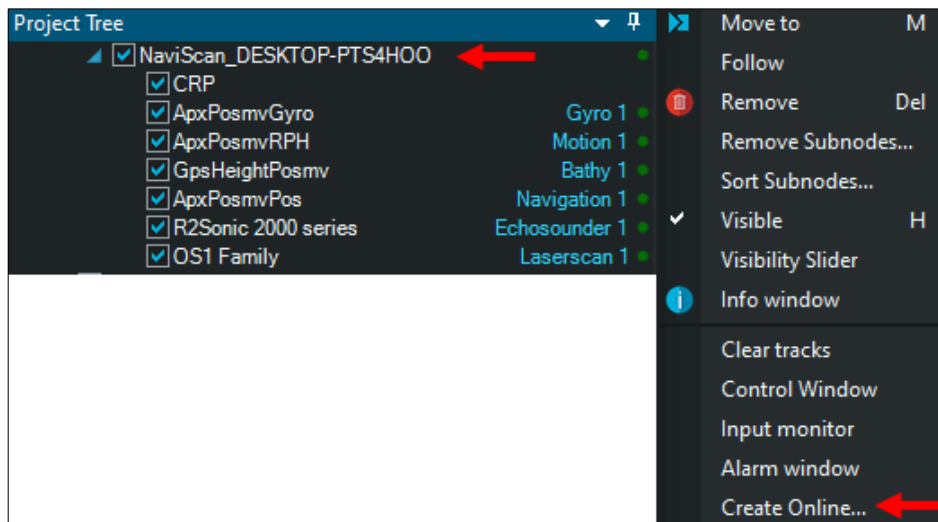 Project Tree
NaviScan_DESKTOP-PTS4HOO
CRP
ApxPosmvGyro Gyro 1
ApxPosmvRPH Motion 1
GpsHeightPosmv Bathy 1
ApxPosmvPos Navigation 1
R2Sonic 2000 series Echosounder 1
OS1 Family Laserscan 1
Move to M
Follow
Remove Del
Remove Subnodes...
Sort Subnodes...
Visible H
Visibility Slider
Info window
Clear tracks
Control Window
Input monitor
Alarm window
Create Online...